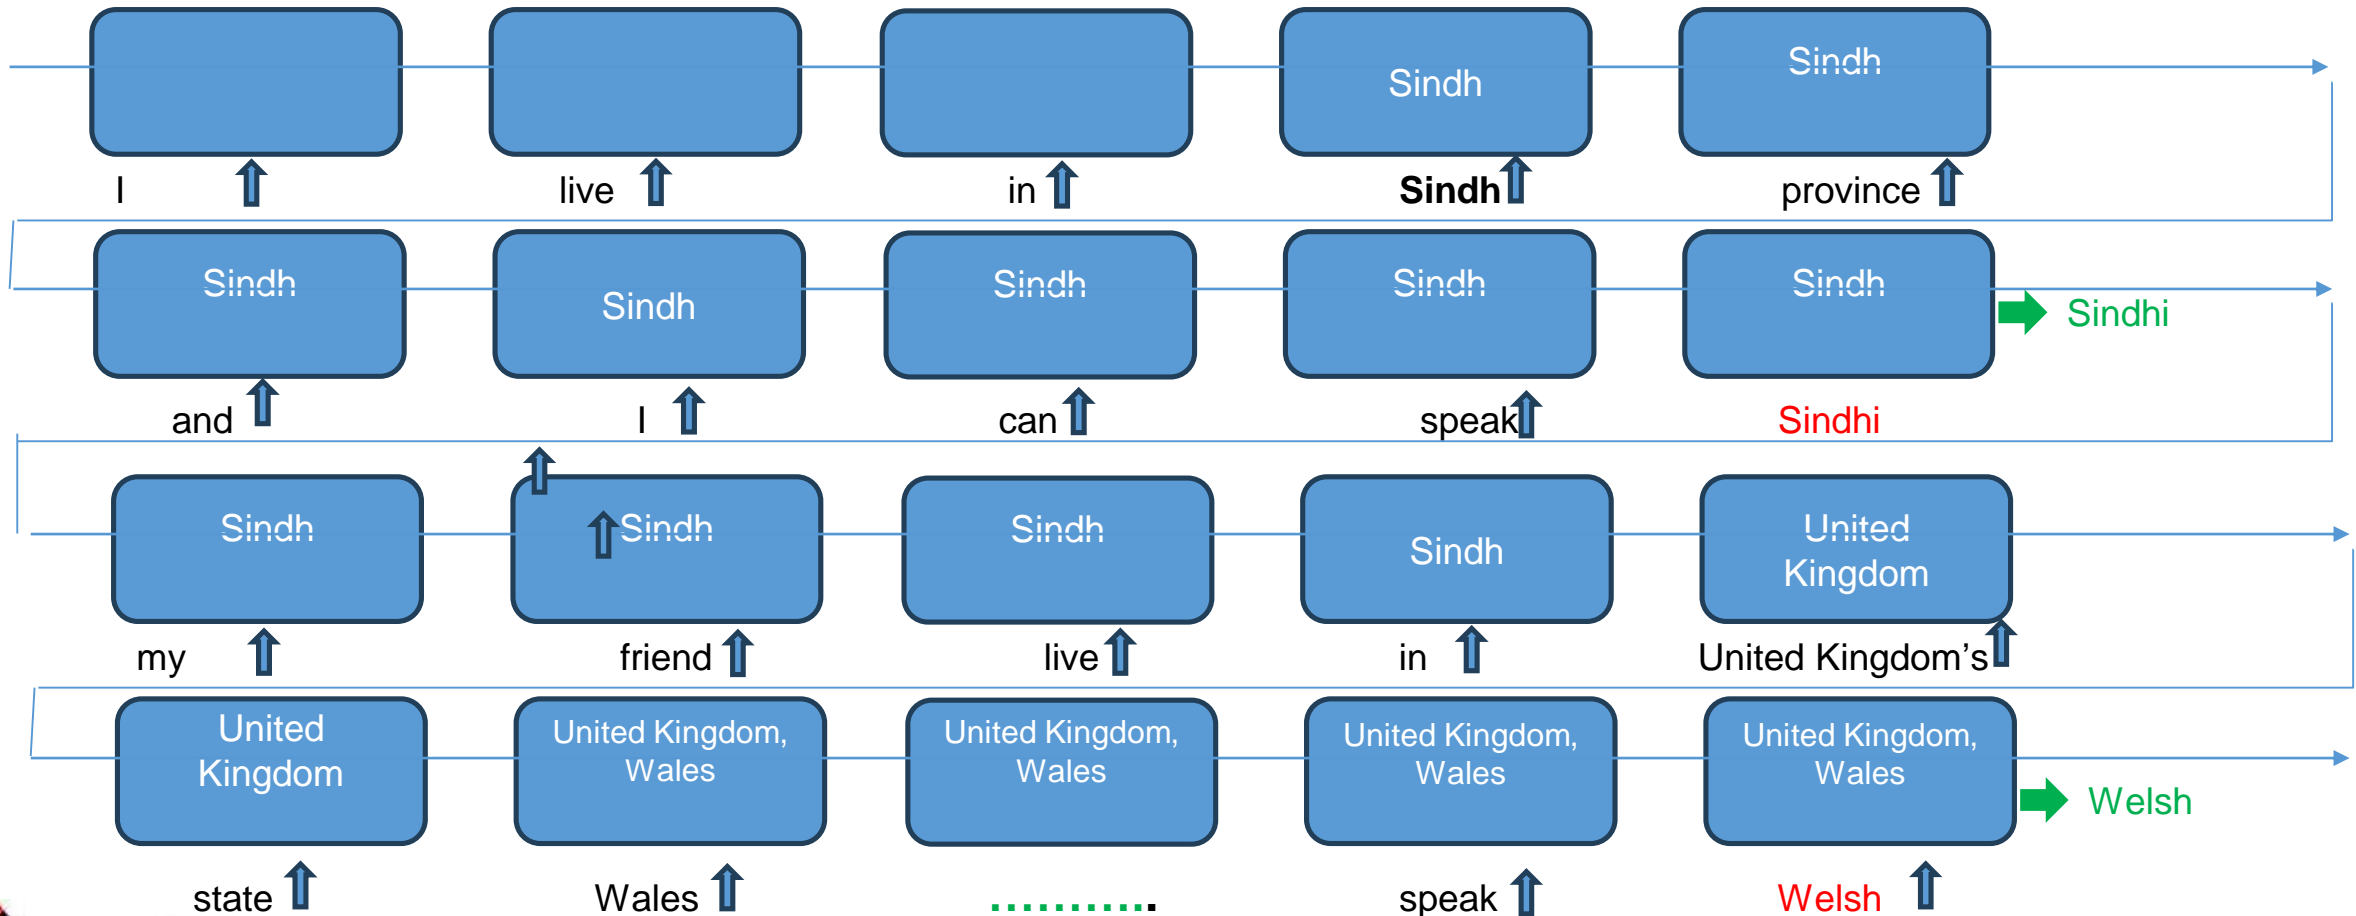 Sindh Sindh
I live in Sindh province
Sindh Sindh Sindh Sindh Sindh Sindhi
and I can speak Sindhi
Sindh Sindh Sindh Sindh United Kingdom
my friend live in United Kingdom's
United Kingdom United Kingdom, Wales United Kingdom, Wales United Kingdom, Wales United Kingdom, Wales Welsh
state Wales ……….. speak Welsh